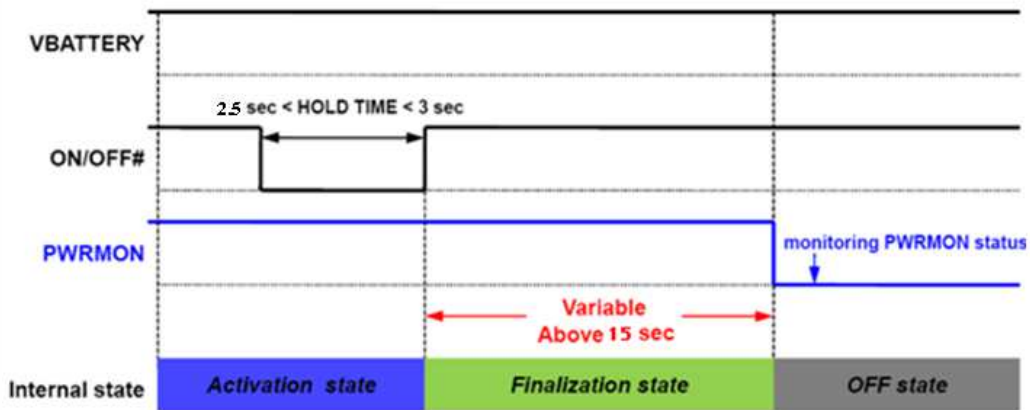 VBATTERY
2.5 sec < HOLD TIME < 3 sec
ON/OFF#
PWRMON
monitoring PWRMON status
Variable
Above 15 sec
Internal state
Activation state
Finalization state
OFF state